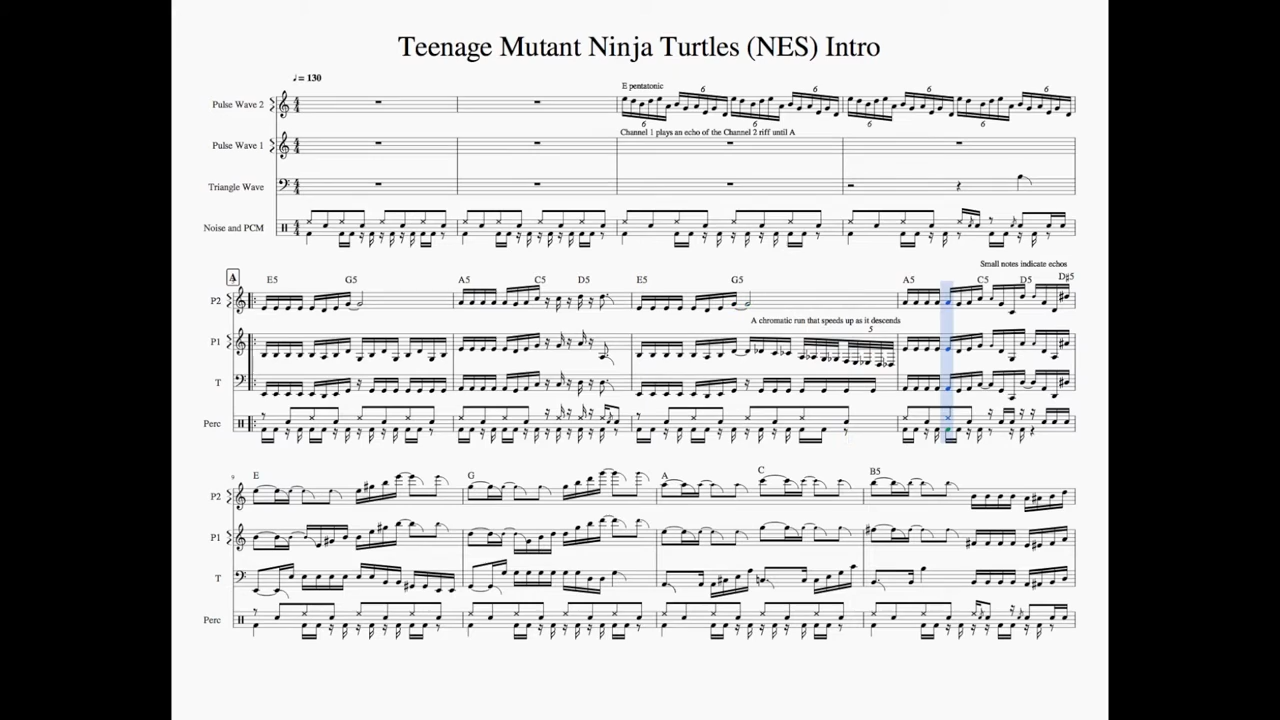 Teenage Mutant Ninja Turtles (NES) Intro
♩ = 130
E pentatonic
Pulse Wave 2
6 6 6 6
6 6 6 6
Channel 1 plays an echo of the Channel 2 riff until A
Pulse Wave 1
Triangle Wave
Noise and PCM
Small notes indicate echos
A
E5 G5 A5 C5 D5 E5 G5 A5 C5 D5 D♯5
P2
A chromatic run that speeds up as it descends
5
P1
T
Perc
9
E G A C B5
P2
P1
T
Perc